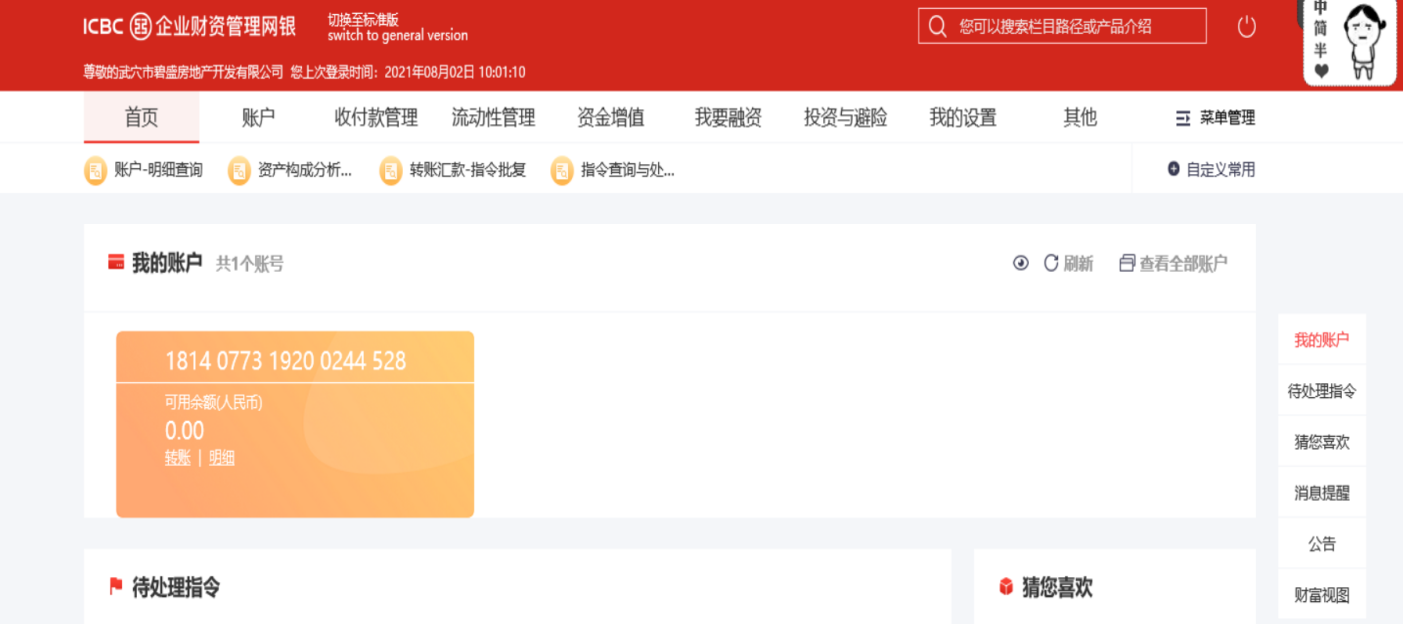 ICBC 企业财资管理网银
切换至标准版
switch to general version
您可以搜索栏目路径或产品介绍
中
简
半
尊敬的武穴市碧盛房地产开发有限公司 您上次登录时间：2021年08月02日 10:01:10
首页 账户 收付款管理 流动性管理 资金增值 我要融资 投资与避险 我的设置 其他 菜单管理
账户-明细查询 资产构成分析... 转账汇款-指令批复 指令查询与处... 自定义常用
我的账户 共1个账号 刷新 查看全部账户
1814 0773 1920 0244 528
可用余额(人民币)
0.00
转账 | 明细
我的账户
待处理指令
猜您喜欢
消息提醒
公告
财富视图
待处理指令
猜您喜欢